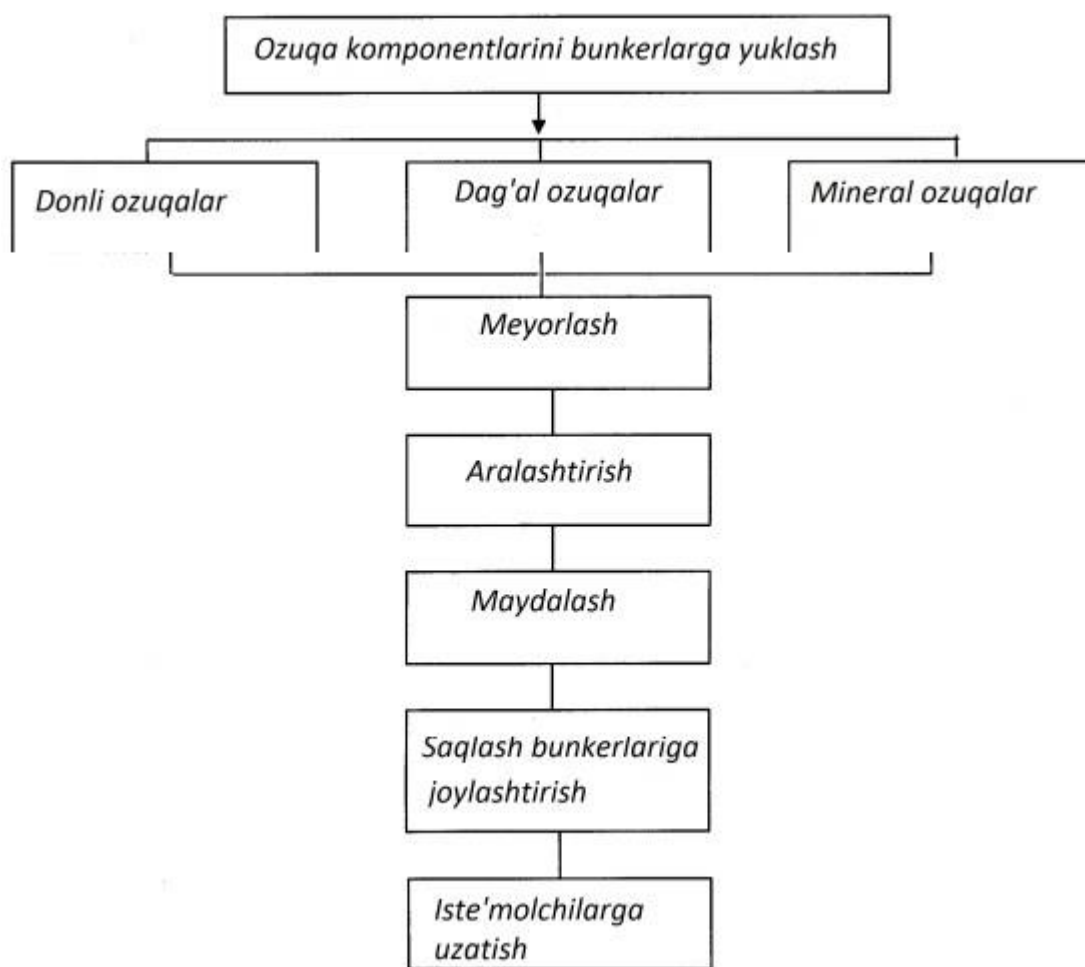 Ozuqa komponentlarini bunkerlarga yuklash
Donli ozuqalar
Dag'al ozuqalar
Mineral ozuqalar
Meyorlash
Aralashtirish
Maydalash
Saqlash bunkerlariga
joylashtirish
Iste'molchilarga
uzatish